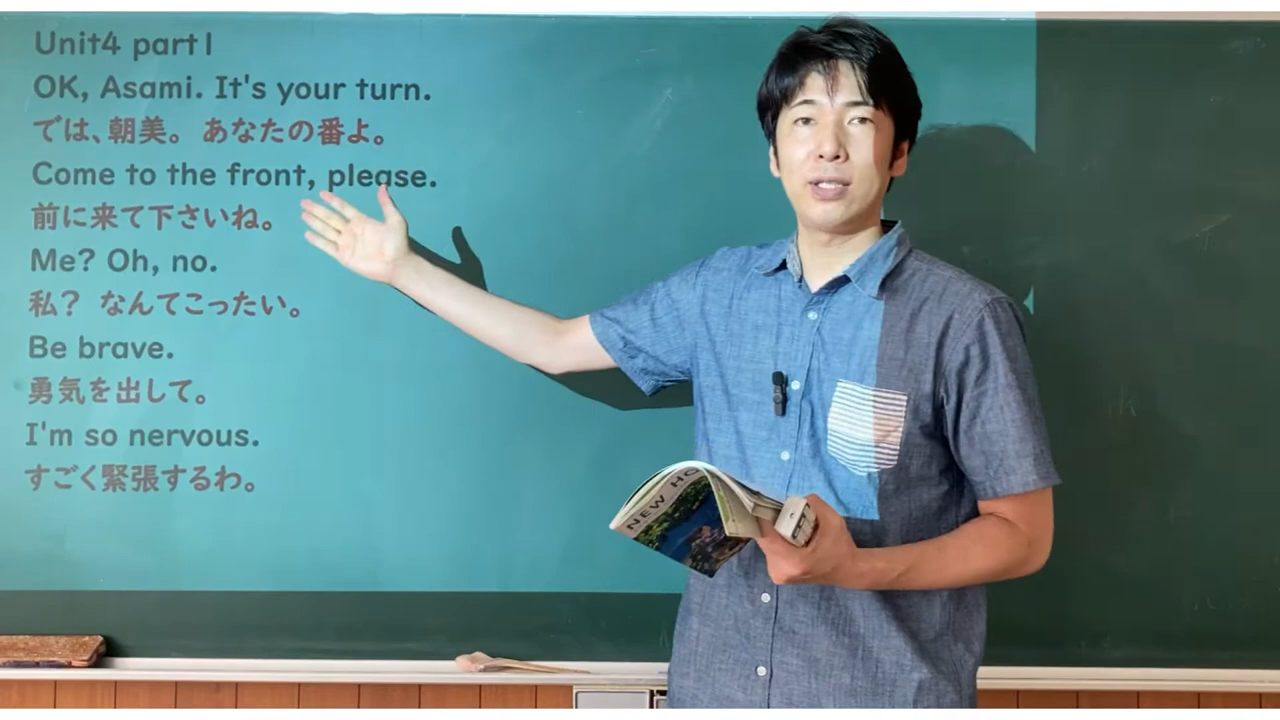 Unit4 part1
OK, Asami. It's your turn.
では、朝美。 あなたの番よ。
Come to the front, please.
前に来て下さいね。
Me? Oh, no.
私? なんてこったい。
Be brave.
勇気を出して。
I'm so nervous.
すごく緊張するわ。
NEW HO